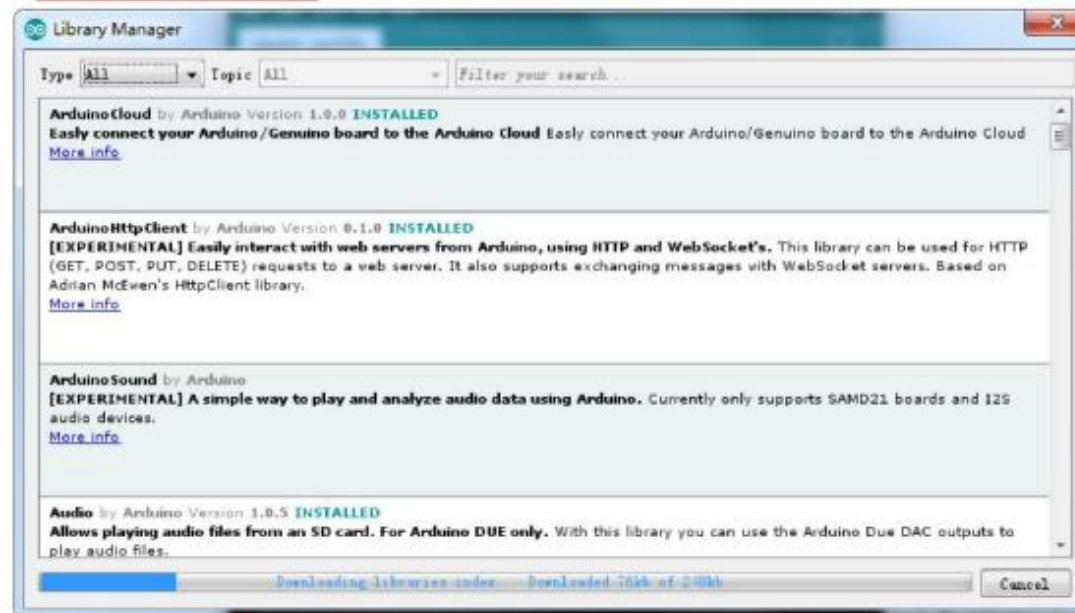 Library Manager
Type All Topic All Filter your search...
ArduinoCloud by Arduino Version 1.0.0 INSTALLED
Easly connect your Arduino/Genuino board to the Arduino Cloud Easly connect your Arduino/Genuino board to the Arduino Cloud
More info
ArduinoHttpClient by Arduino Version 0.1.0 INSTALLED
[EXPERIMENTAL] Easily interact with web servers from Arduino, using HTTP and WebSocket's. This library can be used for HTTP
(GET, POST, PUT, DELETE) requests to a web server. It also supports exchanging messages with WebSocket servers. Based on
Adrian McEwen's HttpClient library.
More info
ArduinoSound by Arduino
[EXPERIMENTAL] A simple way to play and analyze audio data using Arduino. Currently only supports SAMD21 boards and I2S
audio devices.
More info
Audio by Arduino Version 1.0.5 INSTALLED
Allows playing audio files from an SD card. For Arduino DUE only. With this library you can use the Arduino Due DAC outputs to
play audio files.
Downloading libraries index. Downloaded 76kb of 240kb
Cancel